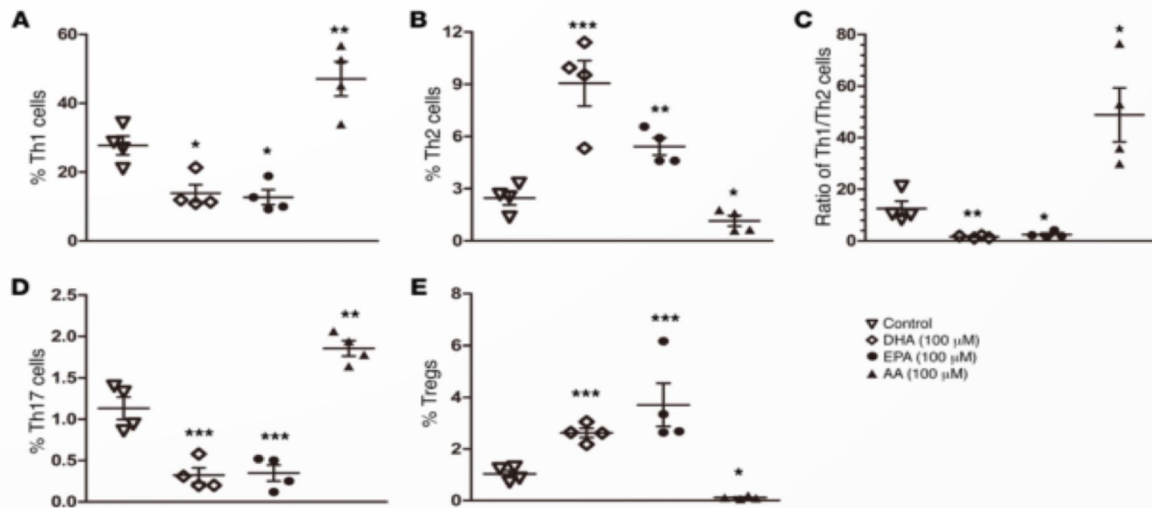 A
% Th1 cells
60
40
20
0
*
*
**
B
% Th2 cells
12
9
6
3
0
***
**
*
C
Ratio of Th1/Th2 cells
80
60
40
20
0
**
*
*
D
% Th17 cells
2.5
2.0
1.5
1.0
0.5
0.0
***
***
**
E
% Tregs
8
6
4
2
0
***
***
*
Control
DHA (100 μM)
EPA (100 μM)
AA (100 μM)